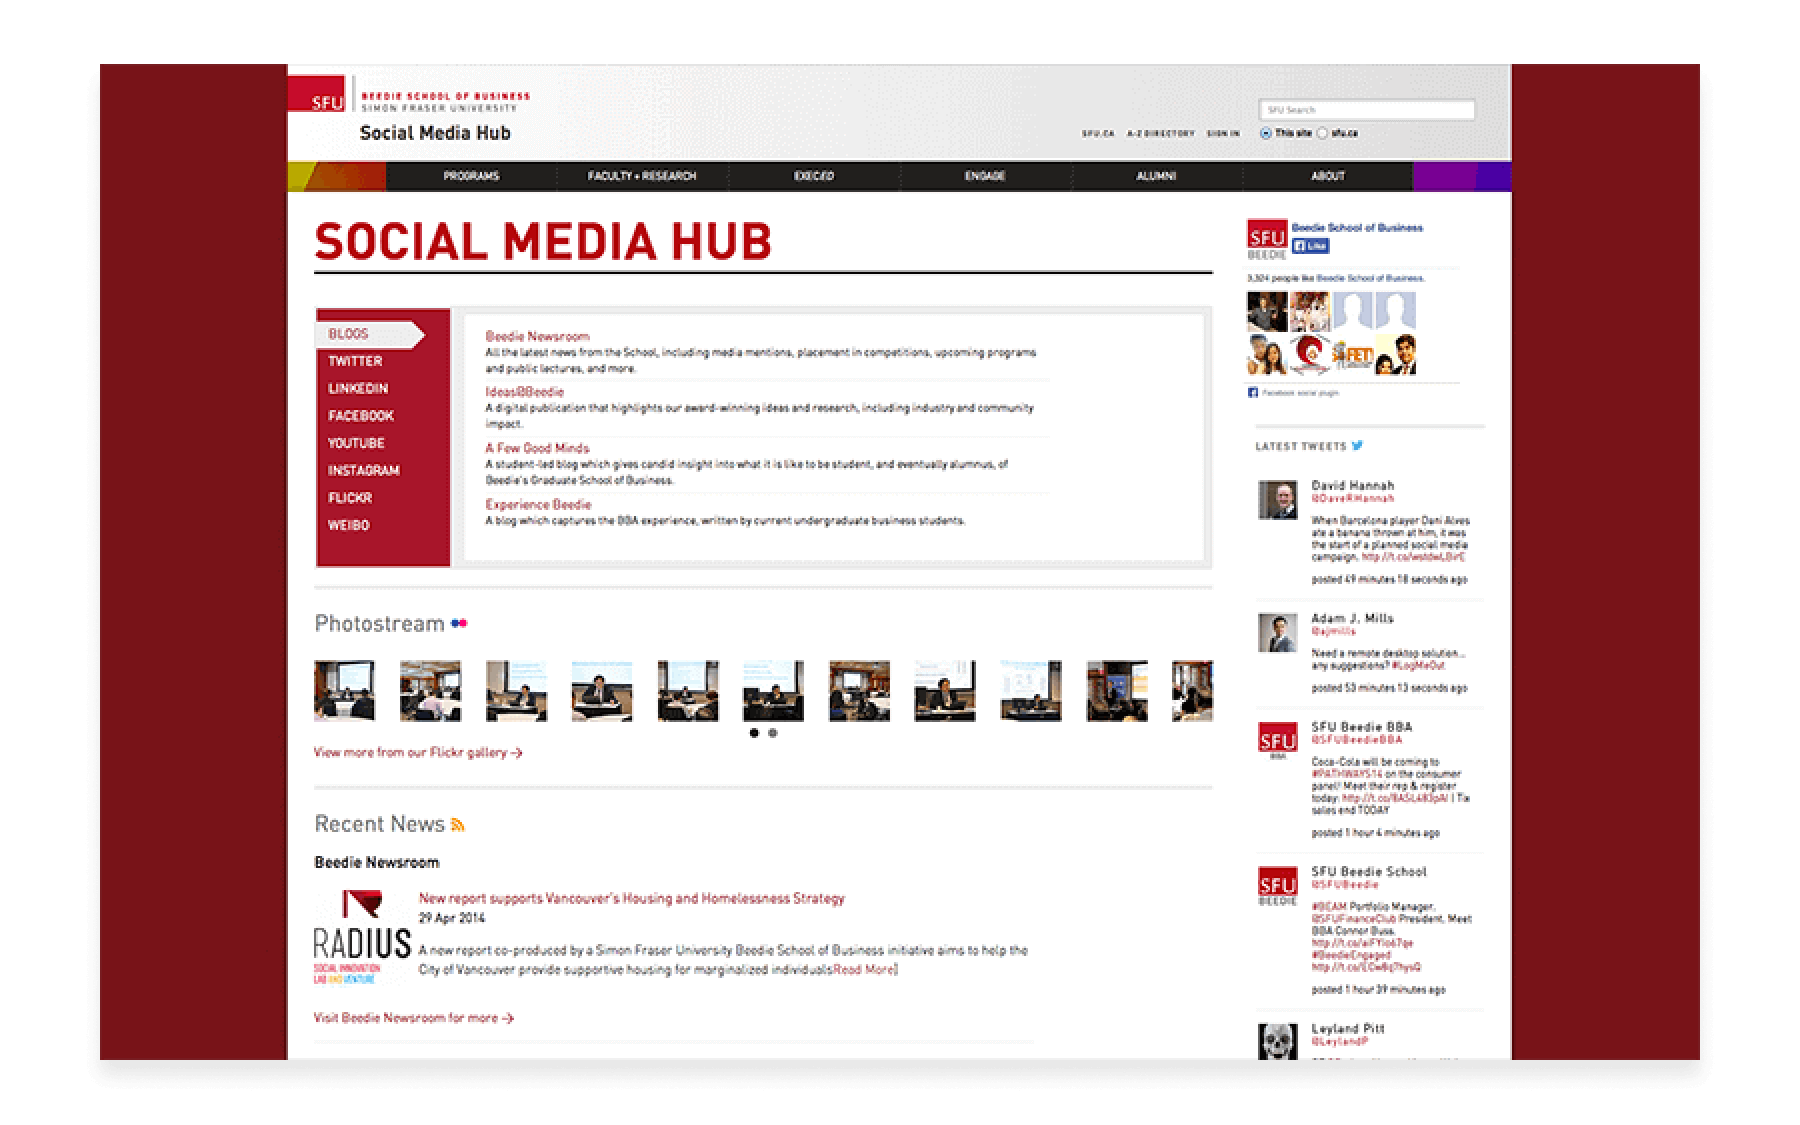 SFU
BEEDIE SCHOOL OF BUSINESS
SIMON FRASER UNIVERSITY
Social Media Hub
SFU.CA A-Z DIRECTORY SIGN IN
SFU Search
This site sfu.ca
PROGRAMS FACULTY + RESEARCH EXECED ENGAGE ALUMNI ABOUT
SOCIAL MEDIA HUB
BLOGS
TWITTER
LINKEDIN
FACEBOOK
YOUTUBE
INSTAGRAM
FLICKR
WEIBO
Beedie Newsroom
All the latest news from the School, including media mentions, placement in competitions, upcoming programs
and public lectures, and more.
Ideas@Beedie
A digital publication that highlights our award-winning ideas and research, including industry and community
impact.
A Few Good Minds
A student-led blog which gives candid insight into what it is like to be student, and eventually alumnus, of
Beedie's Graduate School of Business.
Experience Beedie
A blog which captures the BBA experience, written by current undergraduate business students.
Photostream
View more from our Flickr gallery →
Recent News
Beedie Newsroom
RADIUS
SOCIAL INNOVATION
LAB AND VENTURE
New report supports Vancouver's Housing and Homelessness Strategy
29 Apr 2014
A new report co-produced by a Simon Fraser University Beedie School of Business initiative aims to help the
City of Vancouver provide supportive housing for marginalized individualsRead More]
Visit Beedie Newsroom for more →
SFU
BEEDIE
Beedie School of Business
Like
3,324 people like Beedie School of Business.
Facebook social plugin
LATEST TWEETS
David Hannah
@DaveRHannah
When Barcelona player Dani Alves
ate a banana thrown at him, it was
the start of a planned social media
campaign.
posted 49 minutes 18 seconds ago
Adam J. Mills
@ajmills
Need a remote desktop solution...
any suggestions? #LogMeOut
posted 53 minutes 13 seconds ago
SFU
BBA
SFU Beedie BBA
@SFUBeedieBBA
Coca-Cola will be coming to
#PATHWAYS14 on the consumer
panel! Meet their rep & register
today: | Tix
sales end TODAY
posted 1 hour 4 minutes ago
SFU
BEEDIE
SFU Beedie School
@SFUBeedie
#BEAM Portfolio Manager,
@SFUFinanceClub President, Meet
BBA Connor Buss.
#BeedieEngaged
posted 1 hour 39 minutes ago
Leyland Pitt
@LeylandP